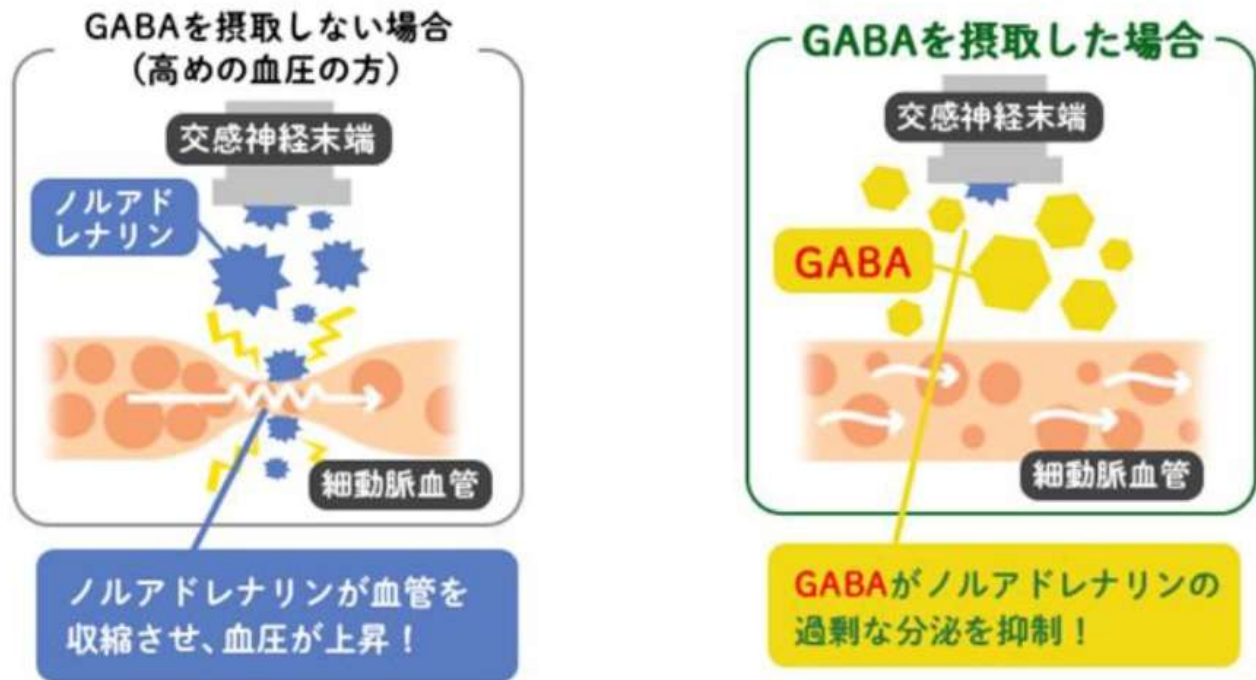 GABAを摂取しない場合
(高めの血圧の方)
交感神経末端
ノルアド
レナリン
細動脈血管
ノルアドレナリンが血管を
収縮させ、血圧が上昇！
GABAを摂取した場合
交感神経末端
GABA
細動脈血管
GABAがノルアドレナリンの
過剰な分泌を抑制！